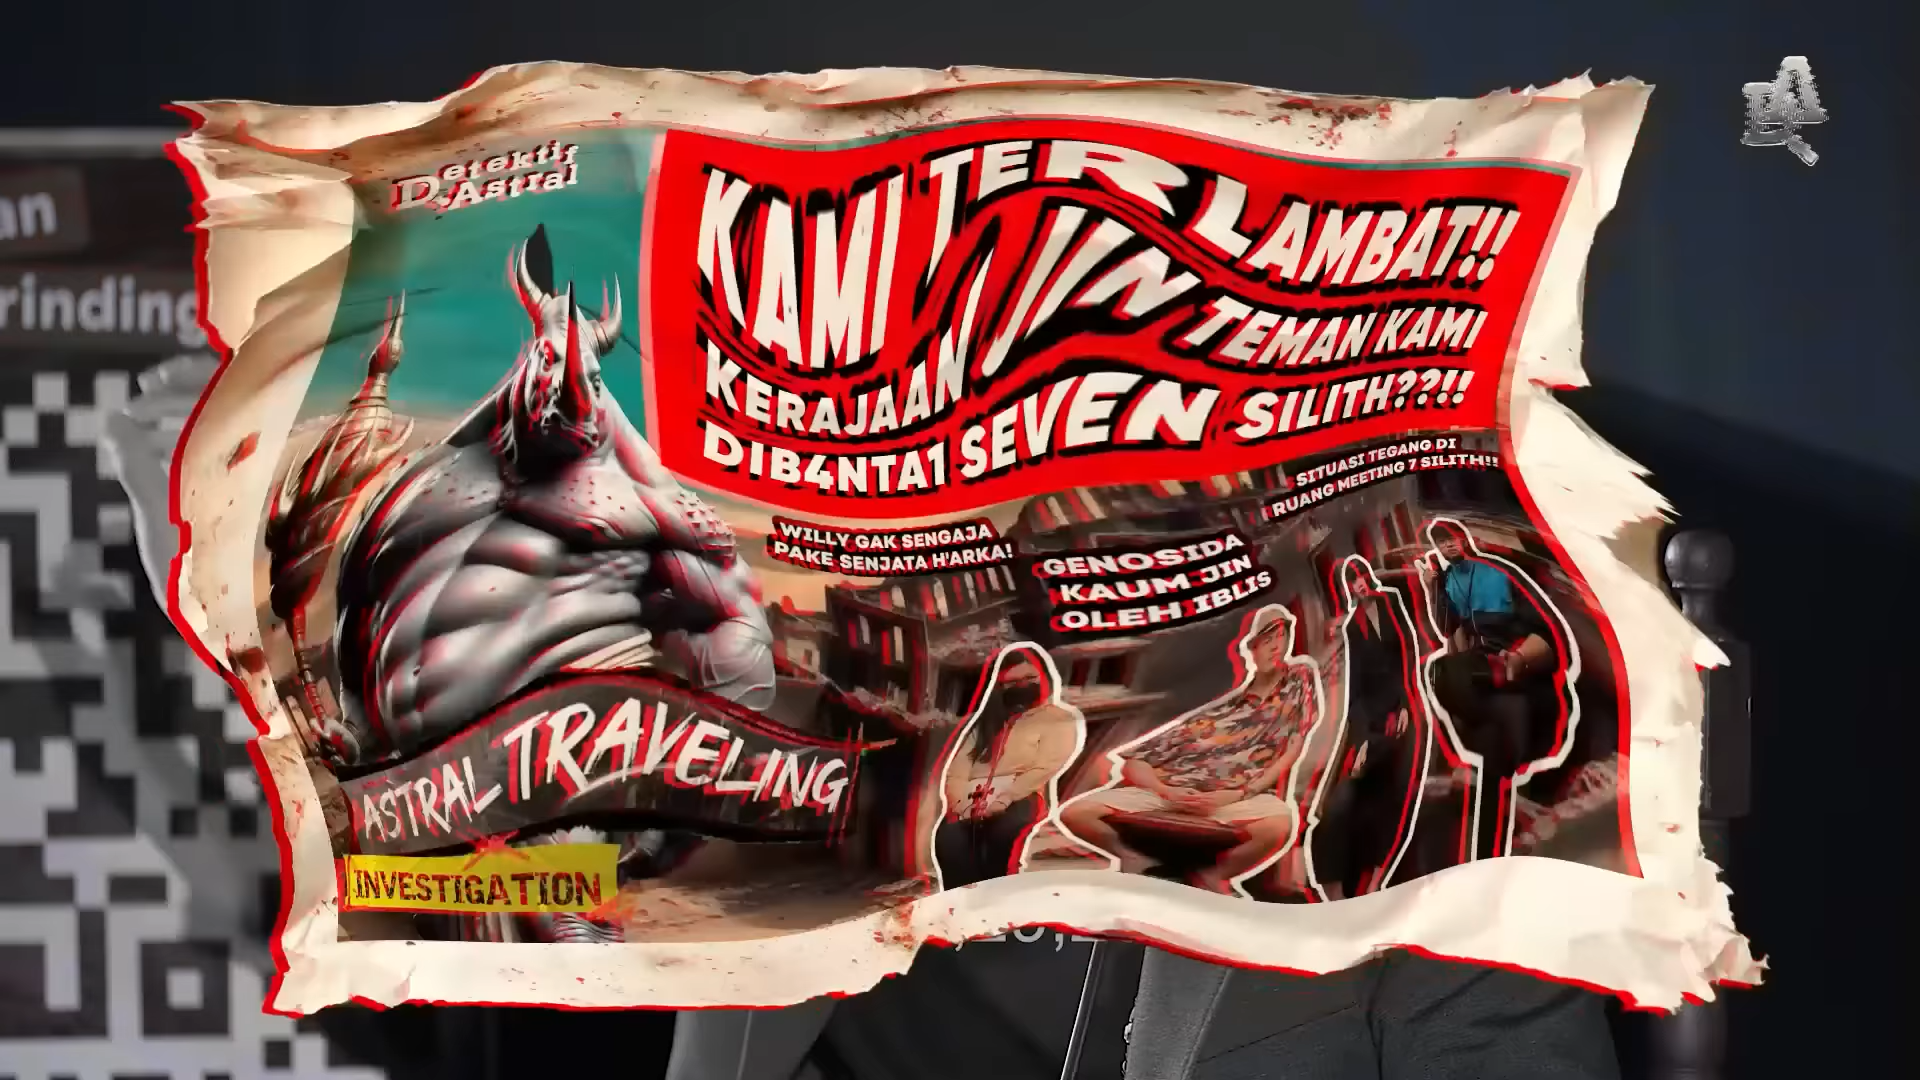 an
rinding
Detektif
Astral
KAMI TERLAMBAT!!
KERAJAAN JIN TEMAN KAMI
DIB4NTA1 SEVEN SILITH??!!
SITUASI TEGANG DI
RUANG MEETING 7 SILITH!!
WILLY GAK SENGAJA
PAKE SENJATA H'ARKA!
GENOSIDA
KAUM JIN
OLEH IBLIS
ASTRAL TRAVELING
INVESTIGATION